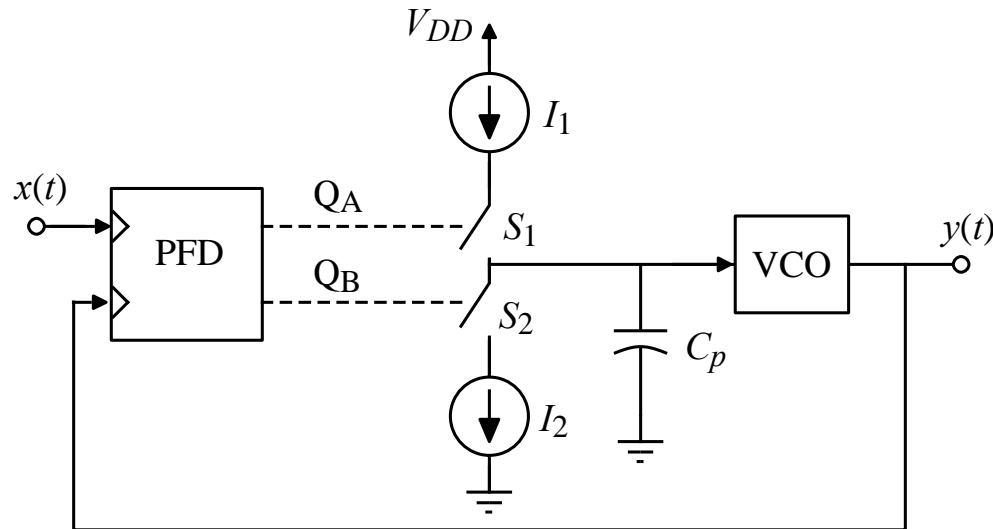 V_DD
I_1
x(t)
Q_A
S_1
y(t)
PFD
VCO
Q_B
S_2
C_p
I_2